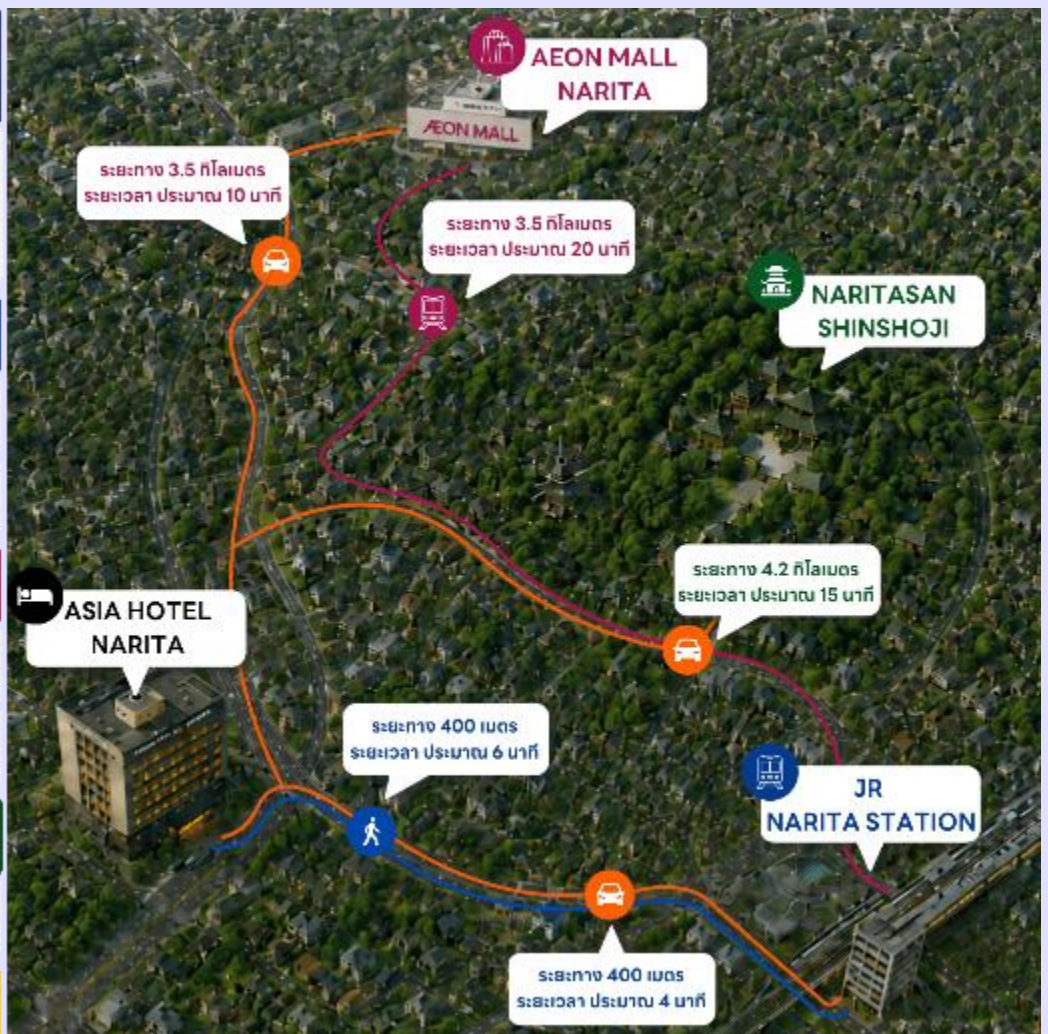 AEON MALL
NARITA
ÆON MALL
ระยะทาง 3.5 กิโลเมตร
ระยะเวลา ประมาณ 10 นาที
ระยะทาง 3.5 กิโลเมตร
ระยะเวลา ประมาณ 20 นาที
NARITASAN
SHINSHOJI
ระยะทาง 4.2 กิโลเมตร
ระยะเวลา ประมาณ 15 นาที
ASIA HOTEL
NARITA
ระยะทาง 400 เมตร
ระยะเวลา ประมาณ 6 นาที
JR
NARITA STATION
ระยะทาง 400 เมตร
ระยะเวลา ประมาณ 4 นาที